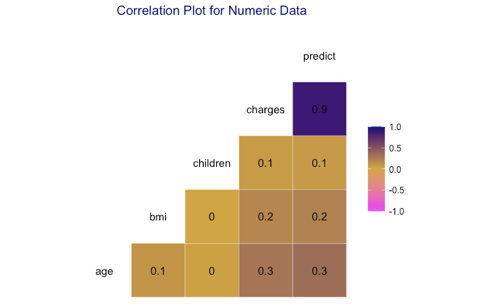 Correlation Plot for Numeric Data
predict
charges 0.9
children 0.1 0.1
bmi 0 0.2 0.2
age 0.1 0 0.3 0.3
1.0
0.5
0.0
-0.5
-1.0